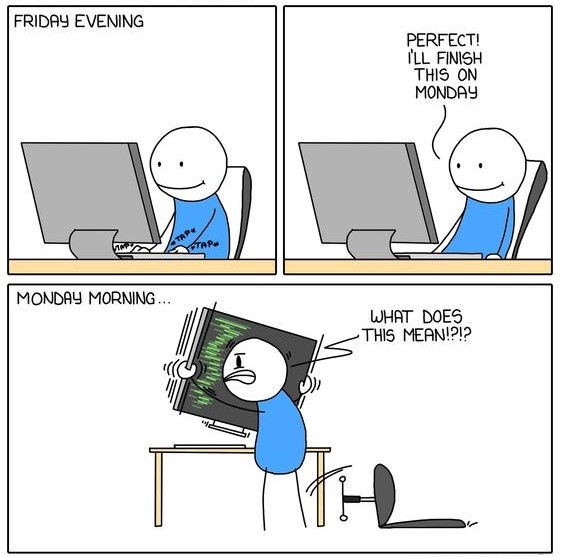 FRIDAY EVENING
*TAP*
*TAP*
*TAP*
PERFECT!
I'LL FINISH
THIS ON
MONDAY
MONDAY MORNING...
WHAT DOES
THIS MEAN!?!?